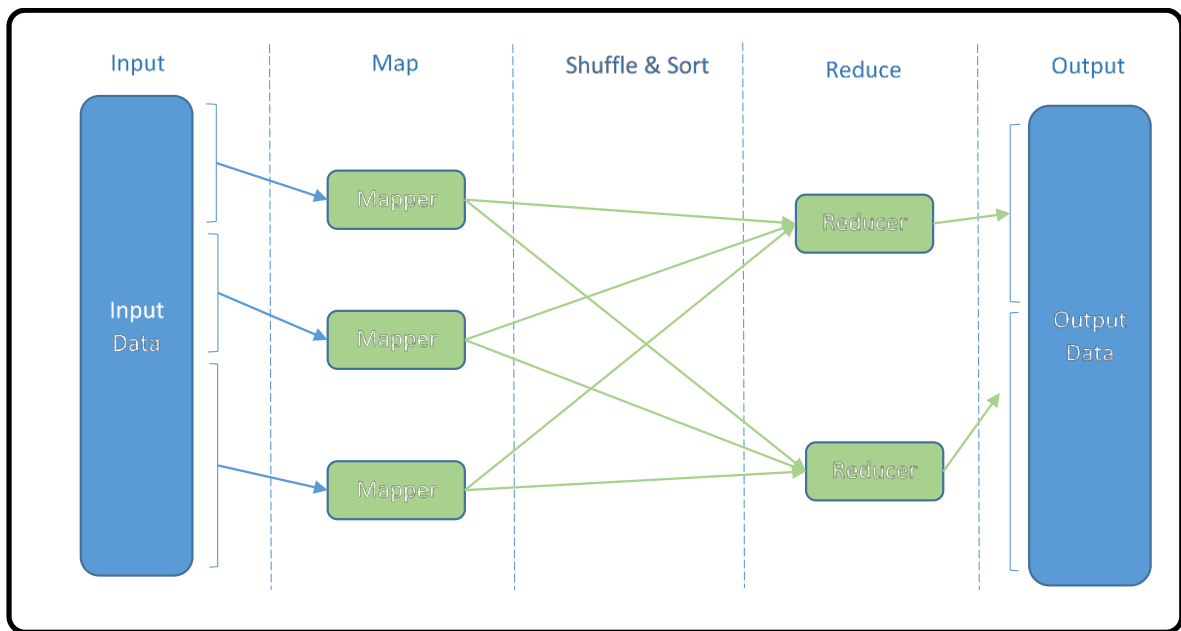 Input
Map
Shuffle & Sort
Reduce
Output
Input
Data
Mapper
Mapper
Mapper
Reducer
Reducer
Output
Data